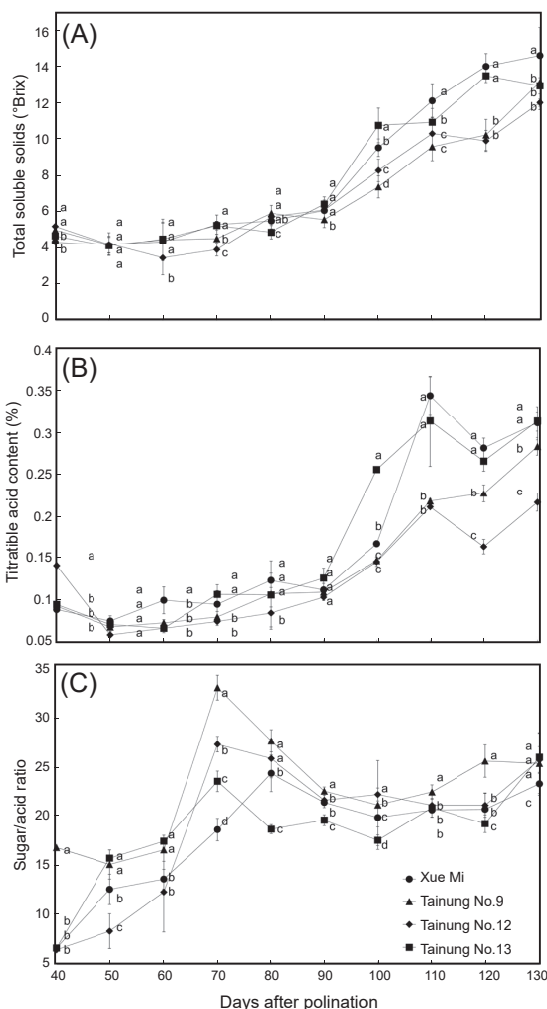 (A)
Total soluble solids (°Brix)
16
14
12
10
8
6
4
2
0
a a b b
a a a a
a a a b
a a b c
a a ab c
a a a b
a b c d
a b c c
a a b b
a b b b
(B)
Titratible acid content (%)
0.4
0.35
0.3
0.25
0.2
0.15
0.1
0.05
a b b b
a a a a
a a b b
a a b b
a a a b
a a a a
a b c c
a a b b
a a b c
a a b c
(C)
Sugar/acid ratio
35
30
25
20
15
10
5
a b b b
a a b c
a a b b
a b c d
a a b c
a b b c
a b c d
a b b b
a b b c
a a a c
Xue Mi
Tainung No.9
Tainung No.12
Tainung No.13
40 50 60 70 80 90 100 110 120 130
Days after polination